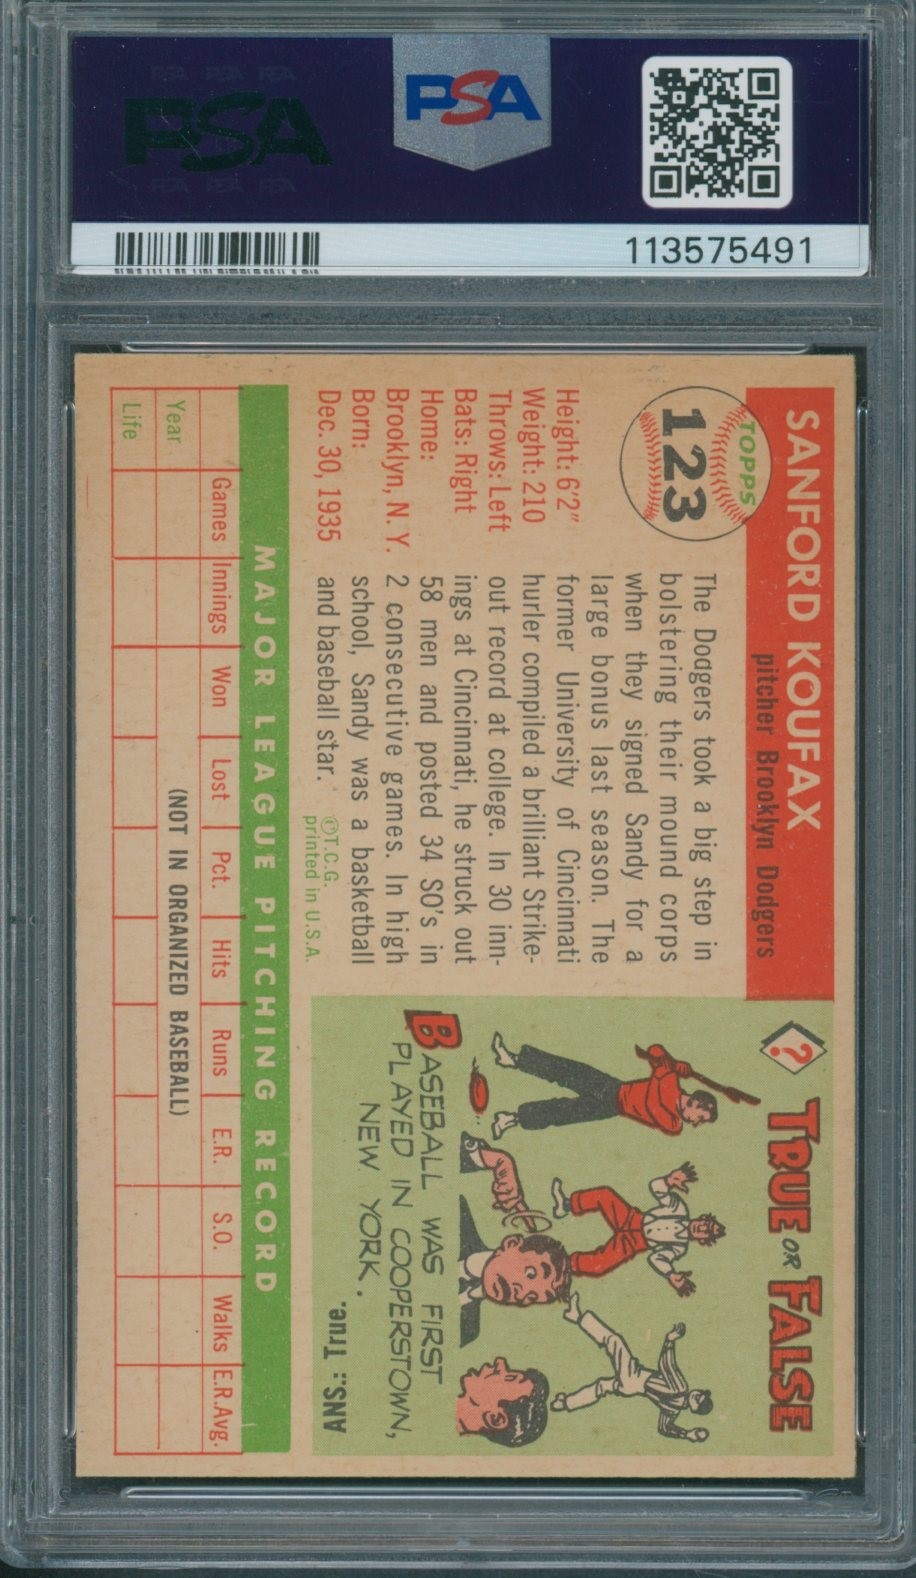 PSA PSA PSA
PSA
PSA PSA PSA
PSA
113575491
SANFORD KOUFAX
pitcher Brooklyn Dodgers
TOPPS
123
Height: 6'2"
Weight: 210
Throws: Left
Bats: Right
Home:
Brooklyn, N. Y.
Born:
Dec. 30, 1935
The Dodgers took a big step in
bolstering their mound corps
when they signed Sandy for a
large bonus last season. The
former University of Cincinnati
hurler compiled a brilliant Strike-
out record at college. In 30 inn-
ings at Cincinnati, he struck out
58 men and posted 34 SO's in
2 consecutive games. In high
school, Sandy was a basketball
and baseball star.
©T.C.G.
printed in U.S.A.
?
TRUE OR FALSE
BASEBALL WAS FIRST
PLAYED IN COOPERSTOWN,
NEW YORK.
ANS.: True.
MAJOR LEAGUE PITCHING RECORD
Games Innings Won Lost Pct. Hits Runs E.R. S.O. Walks E.R.Avg.
Year
(NOT IN ORGANIZED BASEBALL)
Life